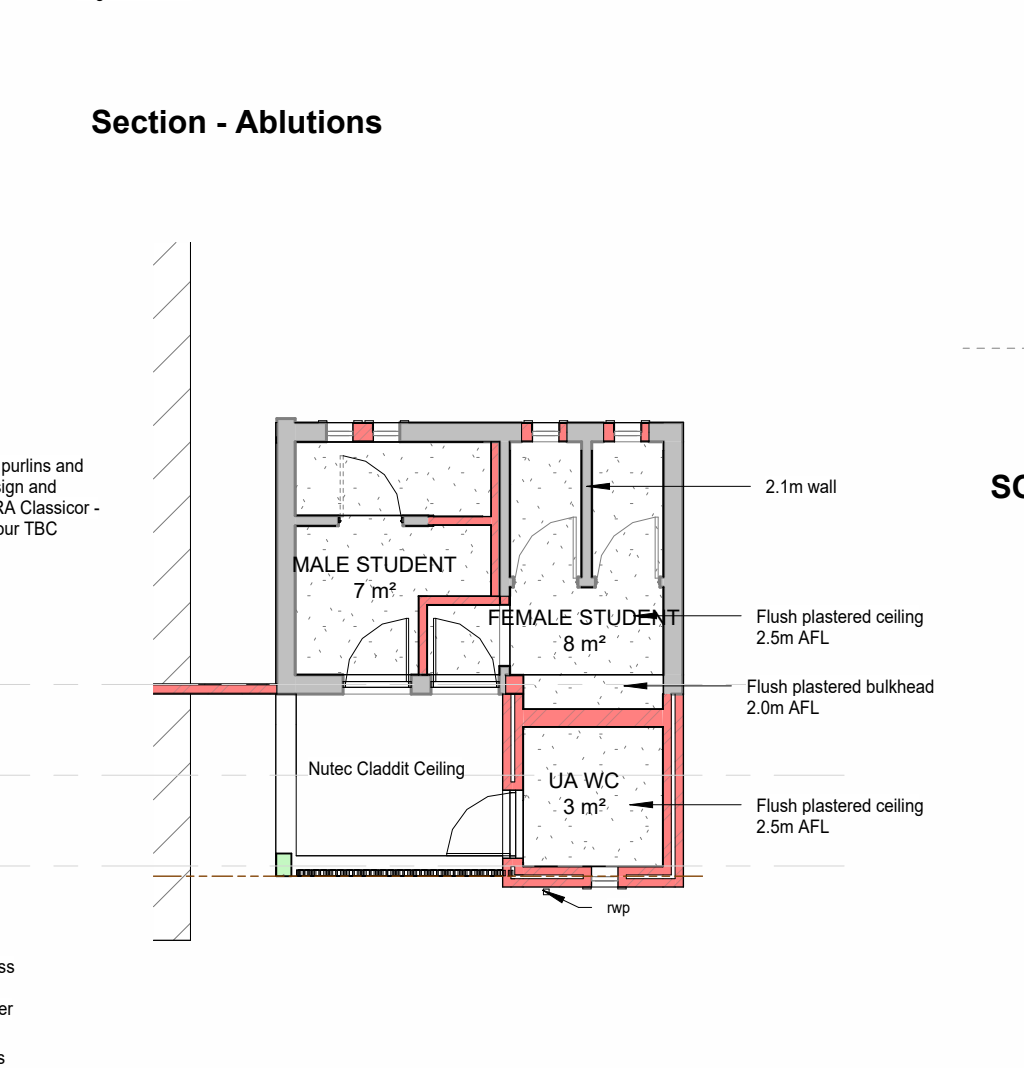 Section - Ablutions
purlins and
sign and
RA Classicor -
our TBC
SC
2.1m wall
MALE STUDENT
7 m²
FEMALE STUDENT
8 m²
Flush plastered ceiling
2.5m AFL
Flush plastered bulkhead
2.0m AFL
Nutec Claddit Ceiling
UA WC
3 m²
Flush plastered ceiling
2.5m AFL
rwp
ss
er
s